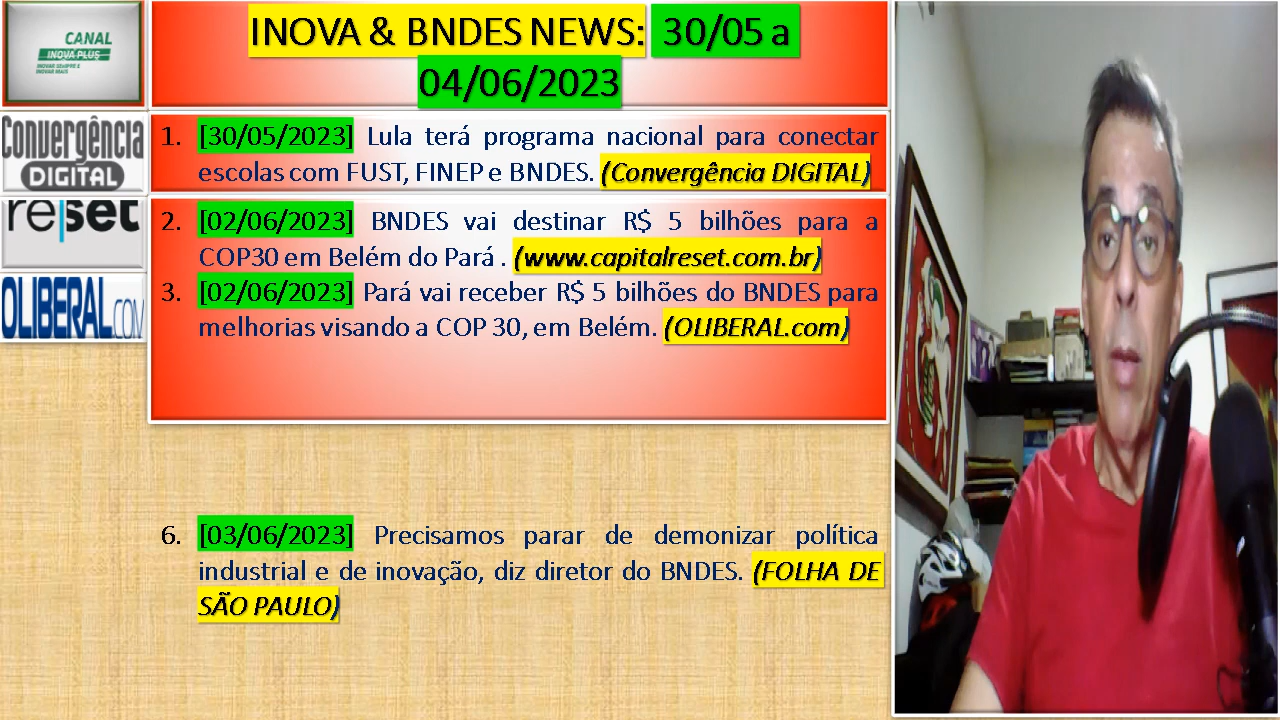 CANAL
INOVA PLUS
INOVAR SEMPRE E
INOVAR MAIS
INOVA & BNDES NEWS: 30/05 a
04/06/2023
Convergência
DIGITAL
1. [30/05/2023] Lula terá programa nacional para conectar
escolas com FUST, FINEP e BNDES. (Convergência DIGITAL)
reset
2. [02/06/2023] BNDES vai destinar R$ 5 bilhões para a
COP30 em Belém do Pará . (www.capitalreset.com.br)
OLIBERAL.COM
3. [02/06/2023] Pará vai receber R$ 5 bilhões do BNDES para
melhorias visando a COP 30, em Belém. (OLIBERAL.com)
6. [03/06/2023] Precisamos parar de demonizar política
industrial e de inovação, diz diretor do BNDES. (FOLHA DE
SÃO PAULO)